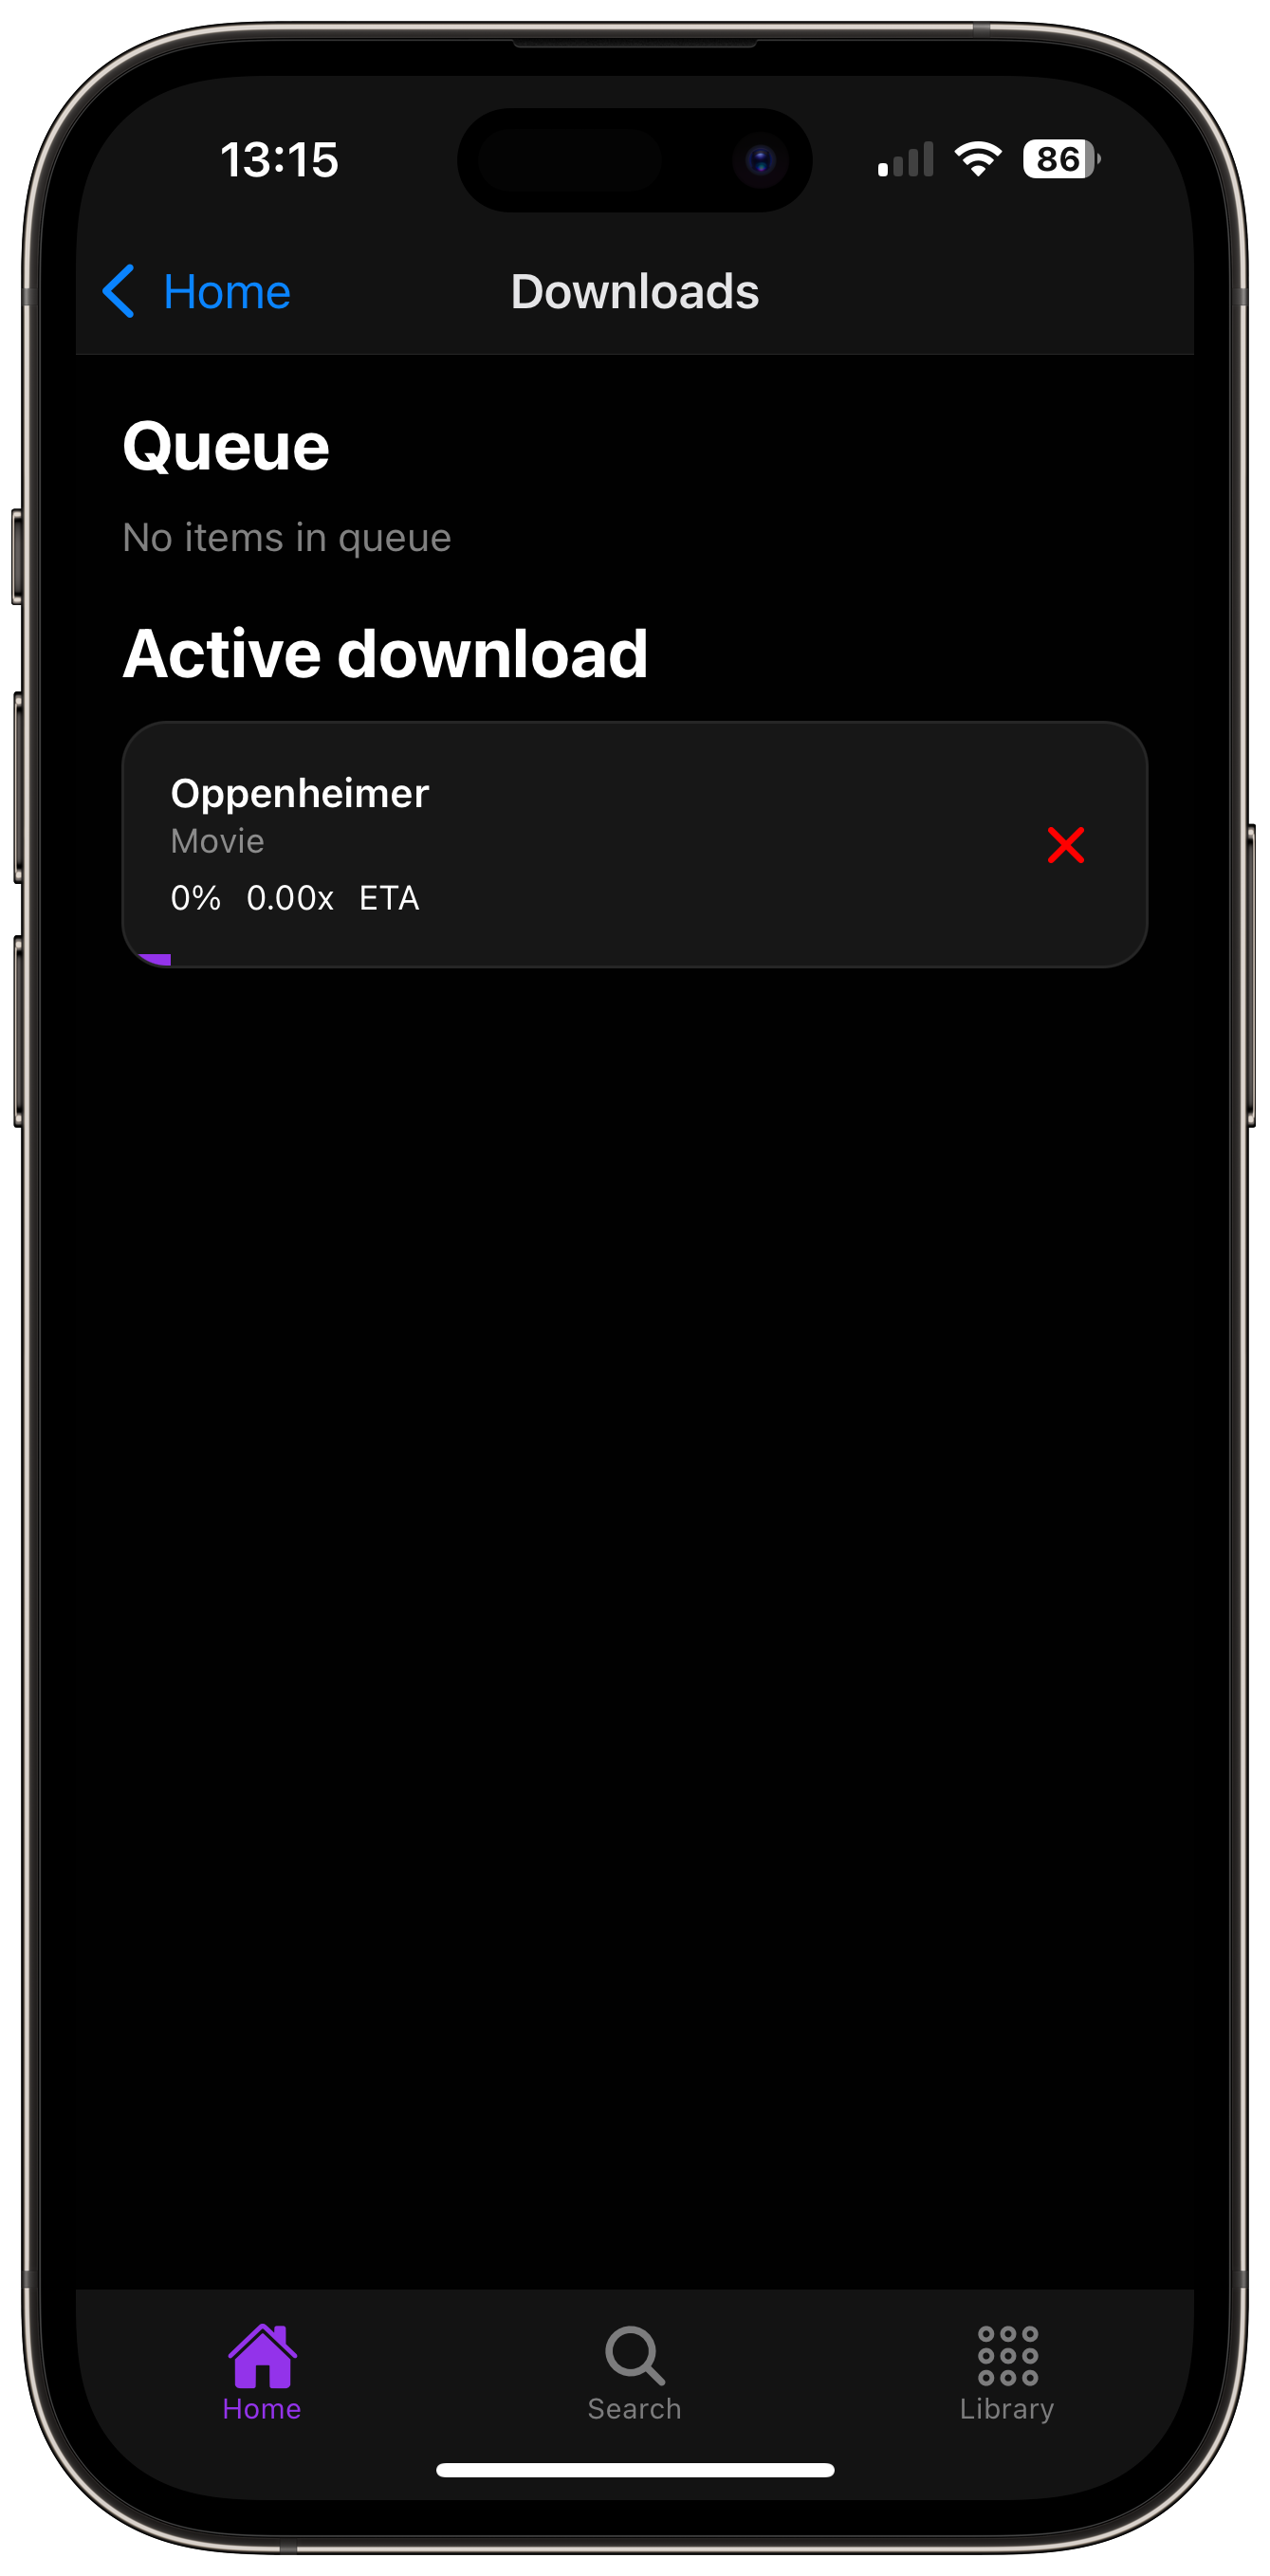 13:15
86
Home
Downloads
Queue
No items in queue
Active download
Oppenheimer
Movie
0% 0.00x ETA
Home
Search
Library